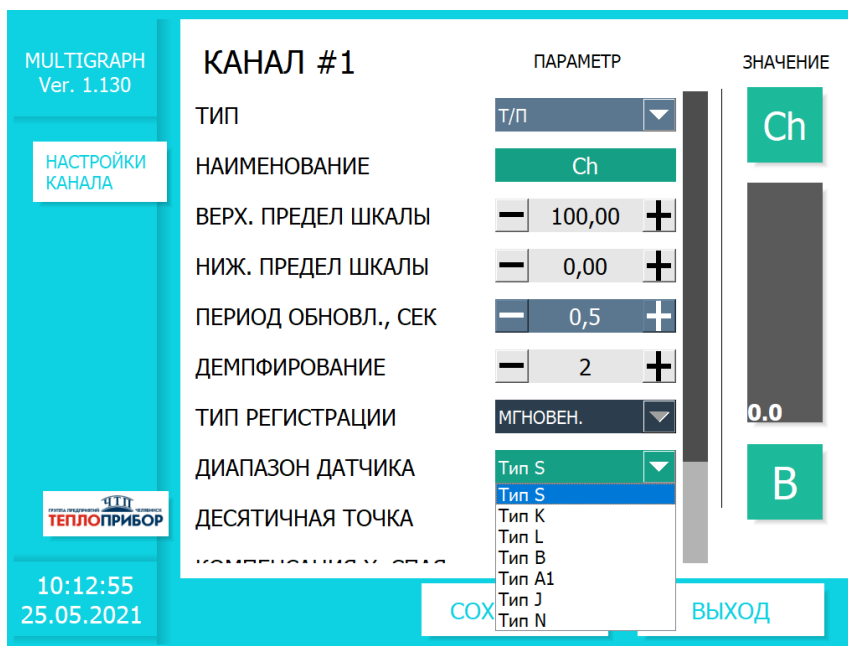 MULTIGRAPH
Ver. 1.130
НАСТРОЙКИ
КАНАЛА
КАНАЛ #1
ПАРАМЕТР
ЗНАЧЕНИЕ
ТИП
Т/П
Ch
НАИМЕНОВАНИЕ
Ch
ВЕРХ. ПРЕДЕЛ ШКАЛЫ
100,00
НИЖ. ПРЕДЕЛ ШКАЛЫ
0,00
ПЕРИОД ОБНОВЛ., СЕК
0,5
ДЕМПФИРОВАНИЕ
2
ТИП РЕГИСТРАЦИИ
МГНОВЕН.
0.0
ДИАПАЗОН ДАТЧИКА
Тип S
B
Тип S
Тип K
Тип L
Тип B
Тип A1
Тип J
Тип N
ДЕСЯТИЧНАЯ ТОЧКА
ЧТП
ТЕПЛОПРИБОР
10:12:55
25.05.2021
СОХ
ВЫХОД